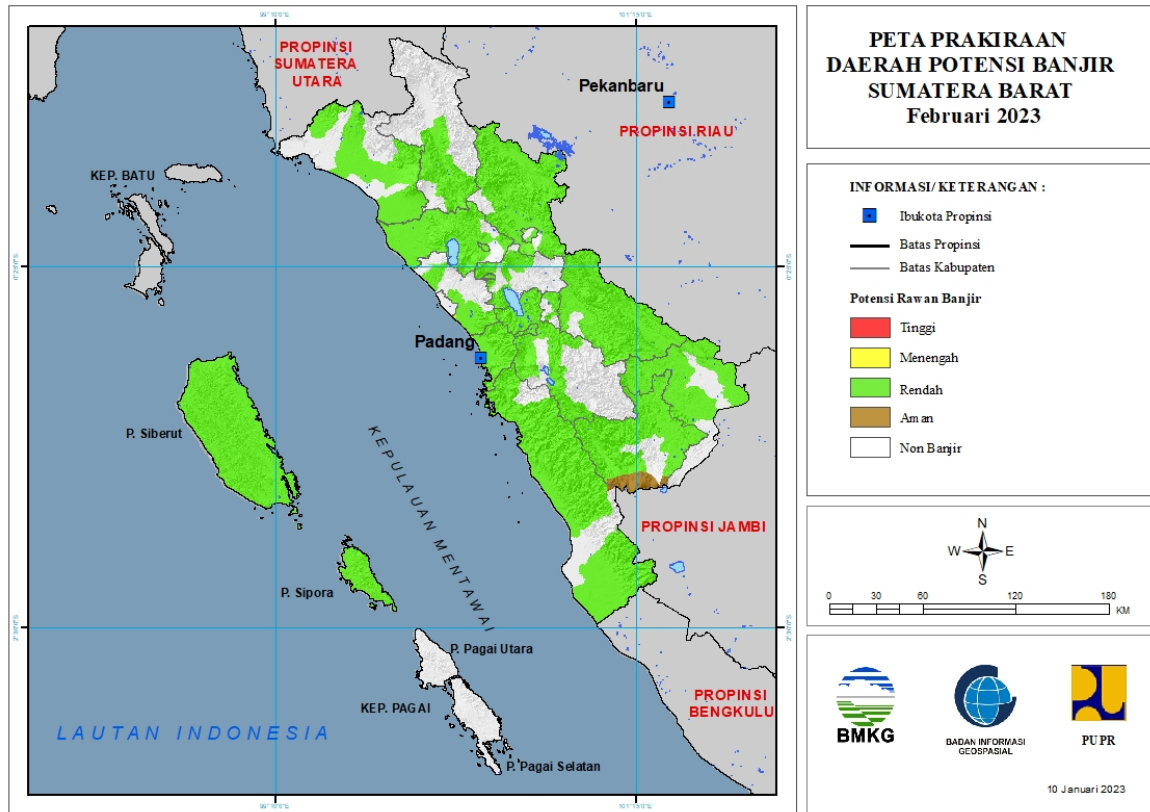 PETA PRAKIRAAN
DAERAH POTENSI BANJIR
SUMATERA BARAT
Februari 2023
INFORMASI/ KETERANGAN :
Ibukota Propinsi
Batas Propinsi
Batas Kabupaten
Potensi Rawan Banjir
Tinggi
Menengah
Rendah
Aman
Non Banjir
N
W
E
S
0
30
60
120
180
KM
BMKG
BADAN INFORMASI
GEOSPASIAL
PUPR
10 Januari 2023
PROPINSI
SUMATERA
UTARA
Pekanbaru
PROPINSI RIAU
KEP. BATU
Padang
P. Siberut
KEPULAUAN MENTAWAI
PROPINSI JAMBI
P. Sipora
P. Pagai Utara
KEP. PAGAI
PROPINSI
BENGKULU
LAUTAN INDONESIA
P. Pagai Selatan